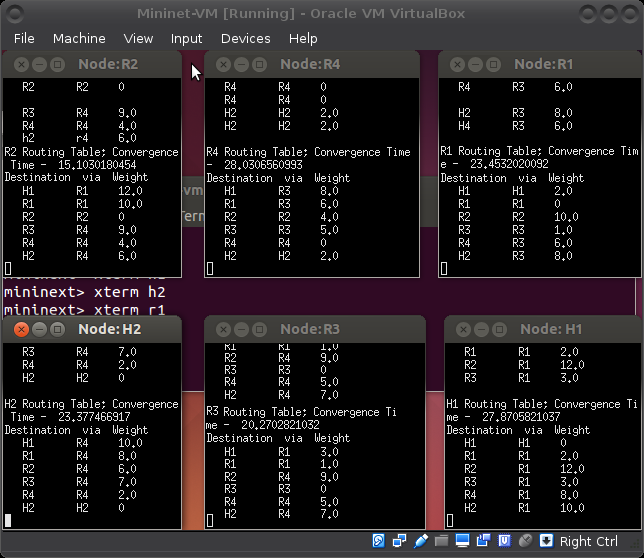 Mininet-VM [Running] - Oracle VM VirtualBox
File Machine View Input Devices Help
Node: R2
R2 R2 0
R3 R4 9.0
R4 R4 4.0
h2 r4 6.0
R2 Routing Table; Convergence
Time - 15.1030180454
Destination via Weight
H1 R1 12.0
R1 R1 10.0
R2 R2 0
R3 R4 9.0
R4 R4 4.0
H2 R4 6.0
Node: R4
R4 R4 0
R4 R4 0
H2 H2 2.0
H2 H2 2.0
R4 Routing Table; Convergence Time
- 28.0306560993
Destination via Weight
H1 R3 8.0
R1 R3 6.0
R2 R2 4.0
R3 R3 5.0
R4 R4 0
H2 H2 2.0
Node: R1
R4 R3 6.0
H2 R3 8.0
H4 R3 6.0
R1 Routing Table; Convergence Tim
e - 23.4532020092
Destination via Weight
H1 H1 2.0
R1 R1 0
R2 R2 10.0
R3 R3 1.0
R4 R3 6.0
H2 R3 8.0
vm
Term
mininext> xterm h2
mininext> xterm r1
Node: H2
R3 R4 7.0
R4 R4 2.0
H2 H2 0
H2 Routing Table; Convergence
Time - 23.377466917
Destination via Weight
H1 R4 10.0
R1 R4 8.0
R2 R4 6.0
R3 R4 7.0
R4 R4 2.0
H2 H2 0
Node: R3
R1 R1 1.0
R2 R4 9.0
R3 R3 0
R4 R4 5.0
H2 R4 7.0
R3 Routing Table; Convergence Ti
me - 20.2702821032
Destination via Weight
H1 R1 3.0
R1 R1 1.0
R2 R4 9.0
R3 R3 0
R4 R4 5.0
H2 R4 7.0
Node: H1
R1 R1 2.0
R2 R1 12.0
R3 R1 3.0
H1 Routing Table; Convergence Ti
me - 27.8705821037
Destination via Weight
H1 H1 0
R1 R1 2.0
R2 R1 12.0
R3 R1 3.0
R4 R1 8.0
H2 R1 10.0
Right Ctrl